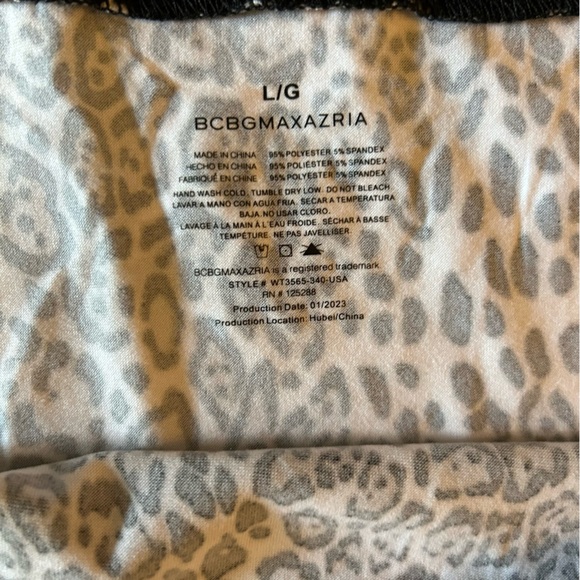 L/G
BCBGMAXAZRIA
MADE IN CHINA 95% POLYESTER 5% SPANDEX
HECHO EN CHINA 95% POLIÉSTER 5% SPANDEX
FABRIQUÉ EN CHINE 95% POLYESTER 5% SPANDEX
HAND WASH COLD. TUMBLE DRY LOW. DO NOT BLEACH.
LAVAR A MANO CON AGUA FRIA. SECAR A TEMPERATURA
BAJA. NO USAR CLORO.
LAVAGE À LA MAIN À L'EAU FROIDE. SÉCHAR À BASSE
TEMPÉTURE. NE PAS JAVELLISER.
BCBGMAXAZRIA is a registered trademark
STYLE# WT3565-340-USA
RN # 125288
Production Date: 01/2023
Production Location: Hubei/China